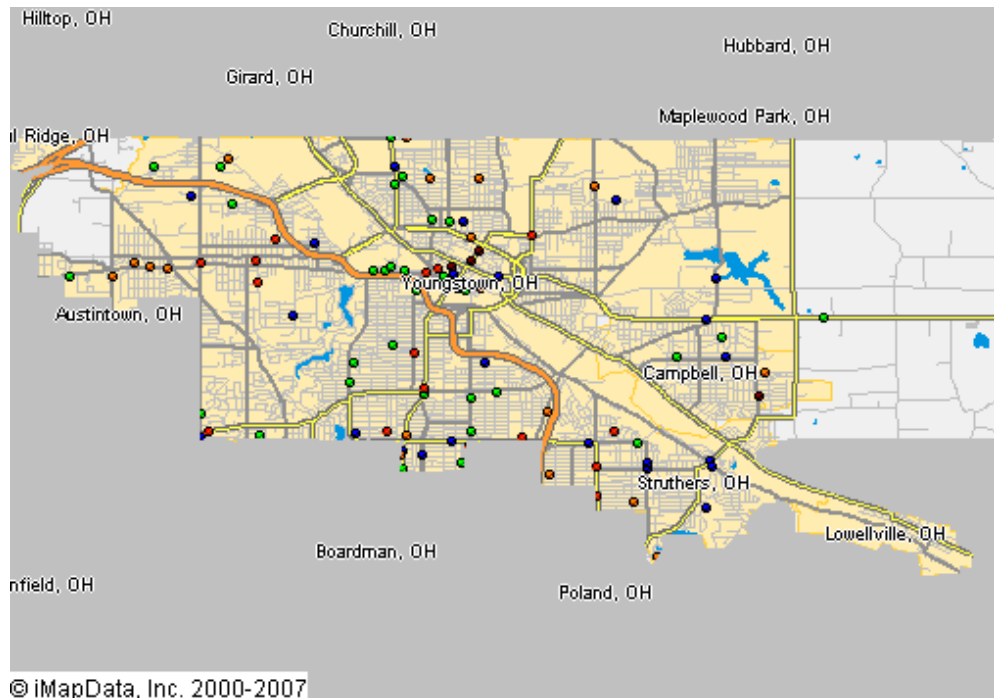 Hilltop, OH
Churchill, OH
Hubbard, OH
Girard, OH
Maplewood Park, OH
ul Ridge, OH
Youngstown, OH
Austintown, OH
Campbell, OH
Struthers, OH
Lowellville, OH
Boardman, OH
nfield, OH
Poland, OH
© iMapData, Inc. 2000-2007